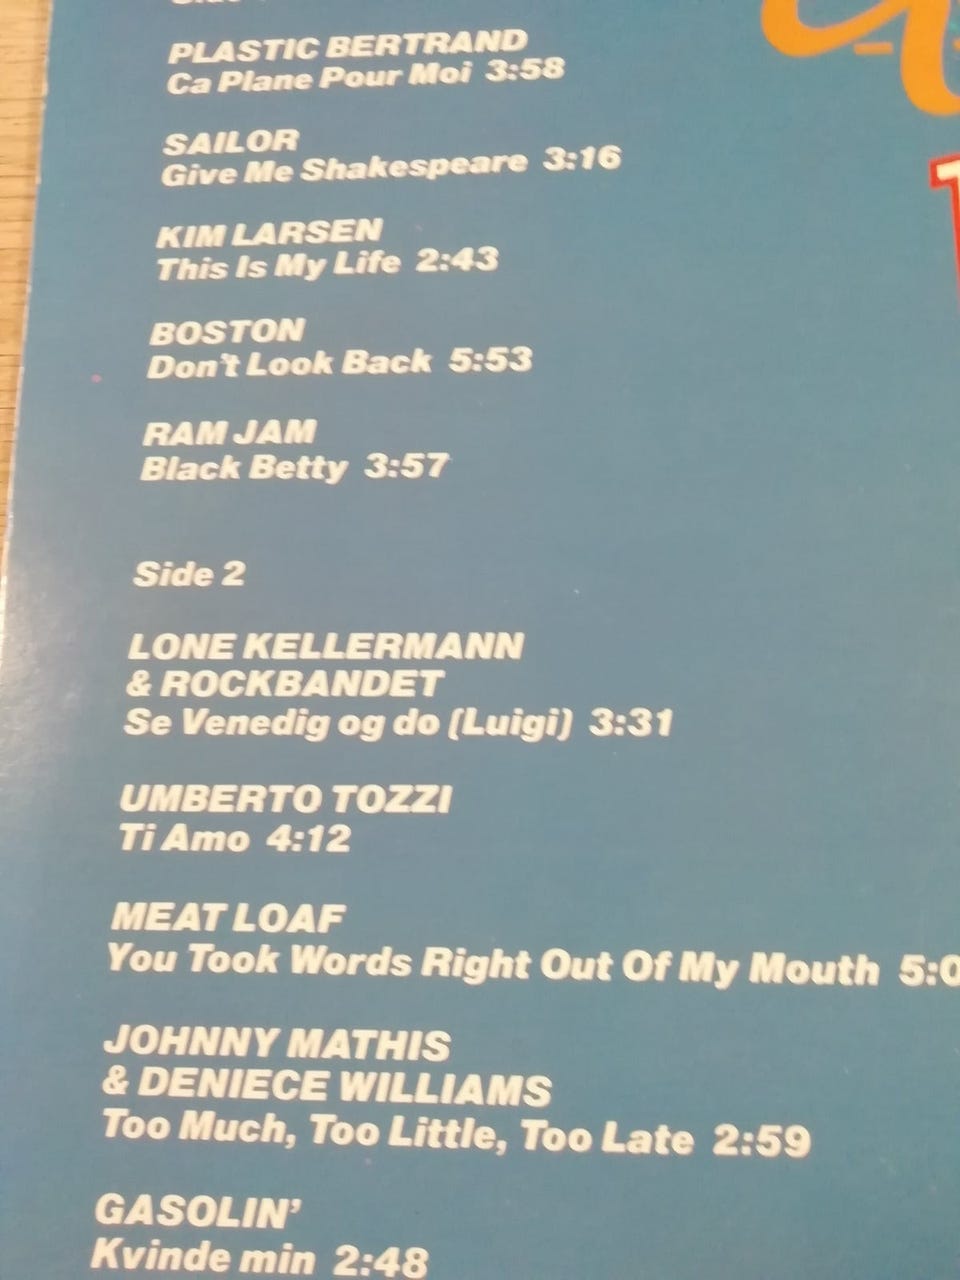 PLASTIC BERTRAND
Ca Plane Pour Moi 3:58
SAILOR
Give Me Shakespeare 3:16
KIM LARSEN
This Is My Life 2:43
BOSTON
Don't Look Back 5:53
RAM JAM
Black Betty 3:57
Side 2
LONE KELLERMANN
& ROCKBANDET
Se Venedig og do (Luigi) 3:31
UMBERTO TOZZI
Ti Amo 4:12
MEAT LOAF
You Took Words Right Out Of My Mouth 5:0
JOHNNY MATHIS
& DENIECE WILLIAMS
Too Much, Too Little, Too Late 2:59
GASOLIN'
Kvinde min 2:48